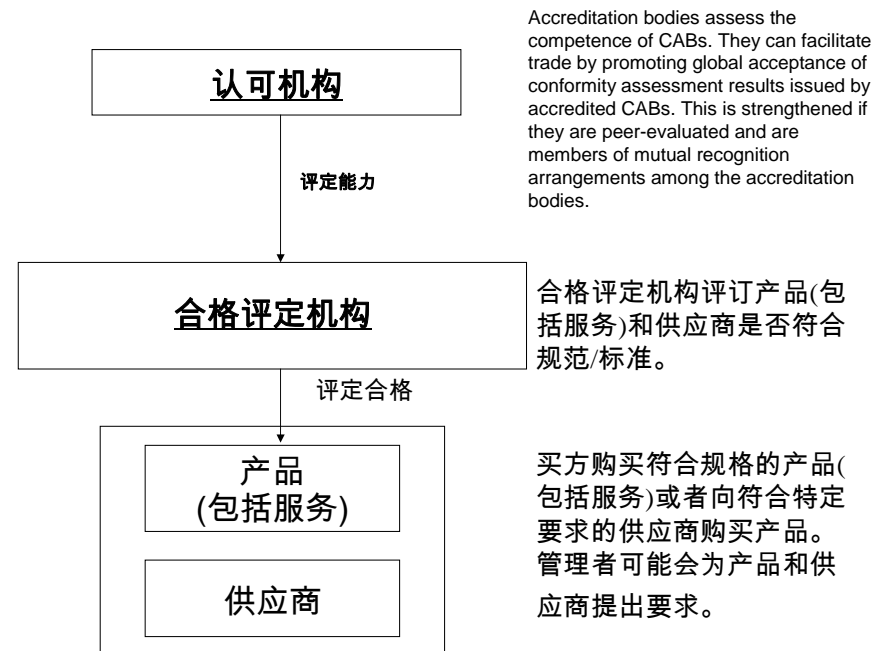 Accreditation bodies assess the
competence of CABs. They can facilitate
trade by promoting global acceptance of
conformity assessment results issued by
accredited CABs. This is strengthened if
they are peer-evaluated and are
members of mutual recognition
arrangements among the accreditation
bodies.
认可机构
评定能力
合格评定机构
合格评定机构评订产品(包
括服务)和供应商是否符合
规范/标准。
评定合格
产品
(包括服务)
供应商
买方购买符合规格的产品(
包括服务)或者向符合特定
要求的供应商购买产品。
管理者可能会为产品和供
应商提出要求。